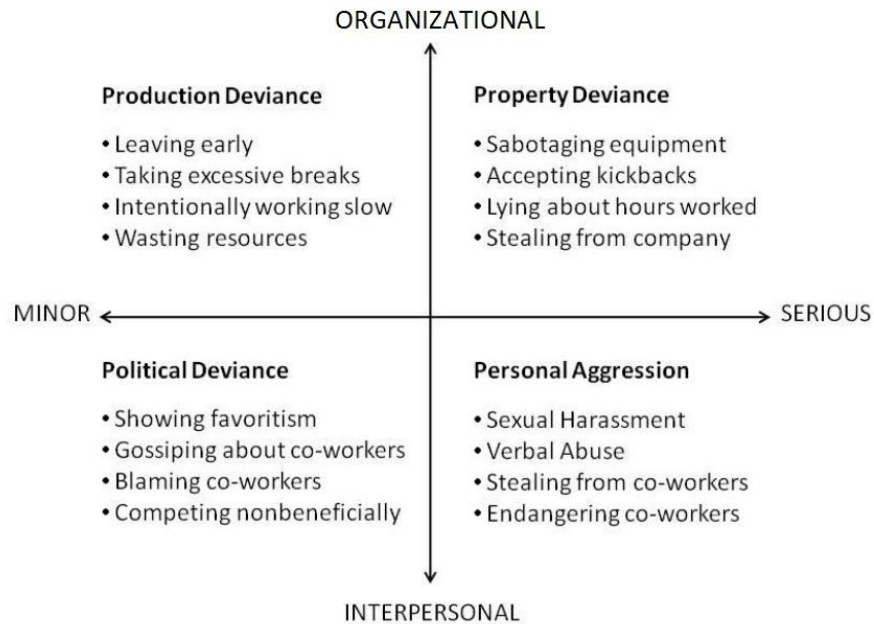 ORGANIZATIONAL
Production Deviance
• Leaving early
• Taking excessive breaks
• Intentionally working slow
• Wasting resources
Property Deviance
• Sabotaging equipment
• Accepting kickbacks
• Lying about hours worked
• Stealing from company
MINOR
SERIOUS
Political Deviance
• Showing favoritism
• Gossiping about co-workers
• Blaming co-workers
• Competing nonbeneficially
Personal Aggression
• Sexual Harassment
• Verbal Abuse
• Stealing from co-workers
• Endangering co-workers
INTERPERSONAL